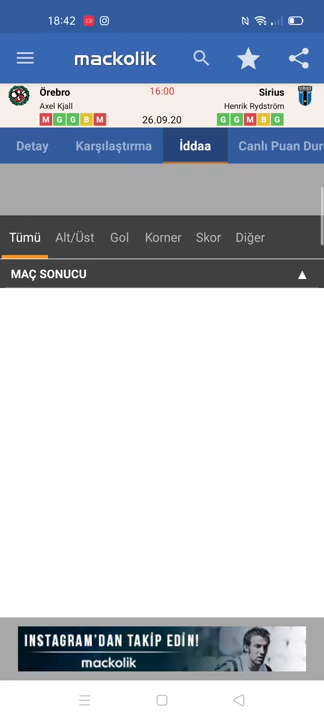 18:42
mackolik
Örebro 16:00 Sirius
Axel Kjall Henrik Rydström
M G G B M 26.09.20 G G M B G
Detay Karşılaştırma İddaa Canlı Puan Dur
Tümü Alt/Üst Gol Korner Skor Diğer
MAÇ SONUCU ▲
INSTAGRAM'DAN TAKİP EDİN!
mackolik